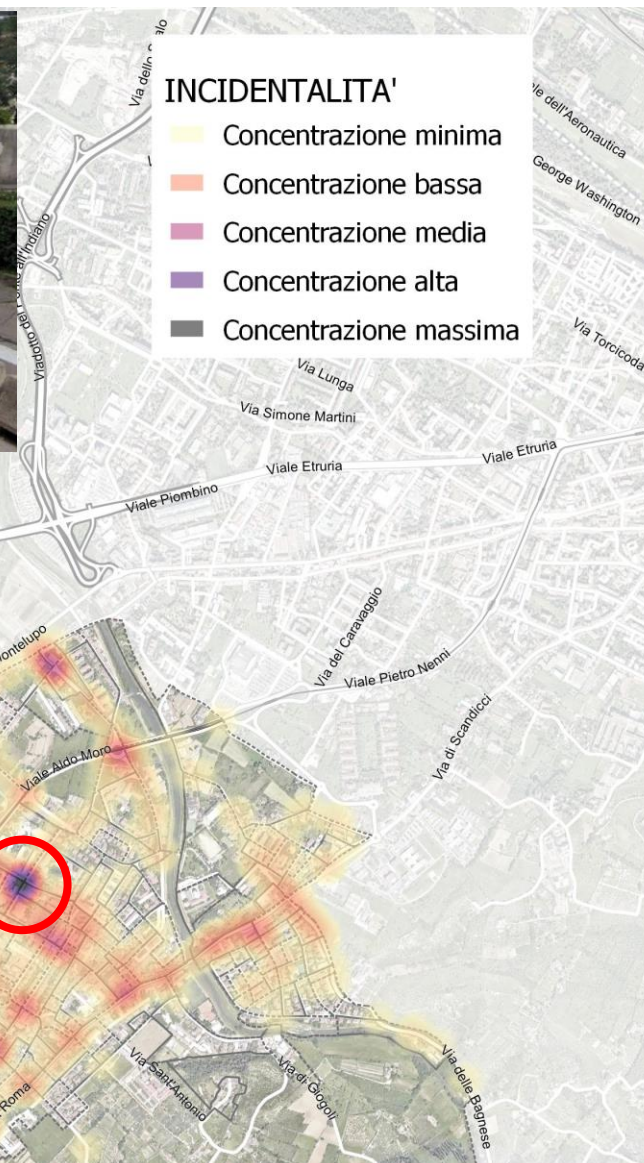 Via dello
INCIDENTALITA'
Concentrazione minima
Concentrazione bassa
Concentrazione media
Concentrazione alta
Concentrazione massima
dell'Aeronautica
George Washington
Via Torcicoda
Viadotto del Ponte all'Indiano
Via Lunga
Via Simone Martini
Viale Etruria
Viale Etruria
Viale Piombino
Via del Caravaggio
ontelupo
Viale Pietro Nenni
Viale Aldo Moro
Via di Scandicci
Via Sant'Antonio
Via di Giogoli
Via delle Bagnese
Roma